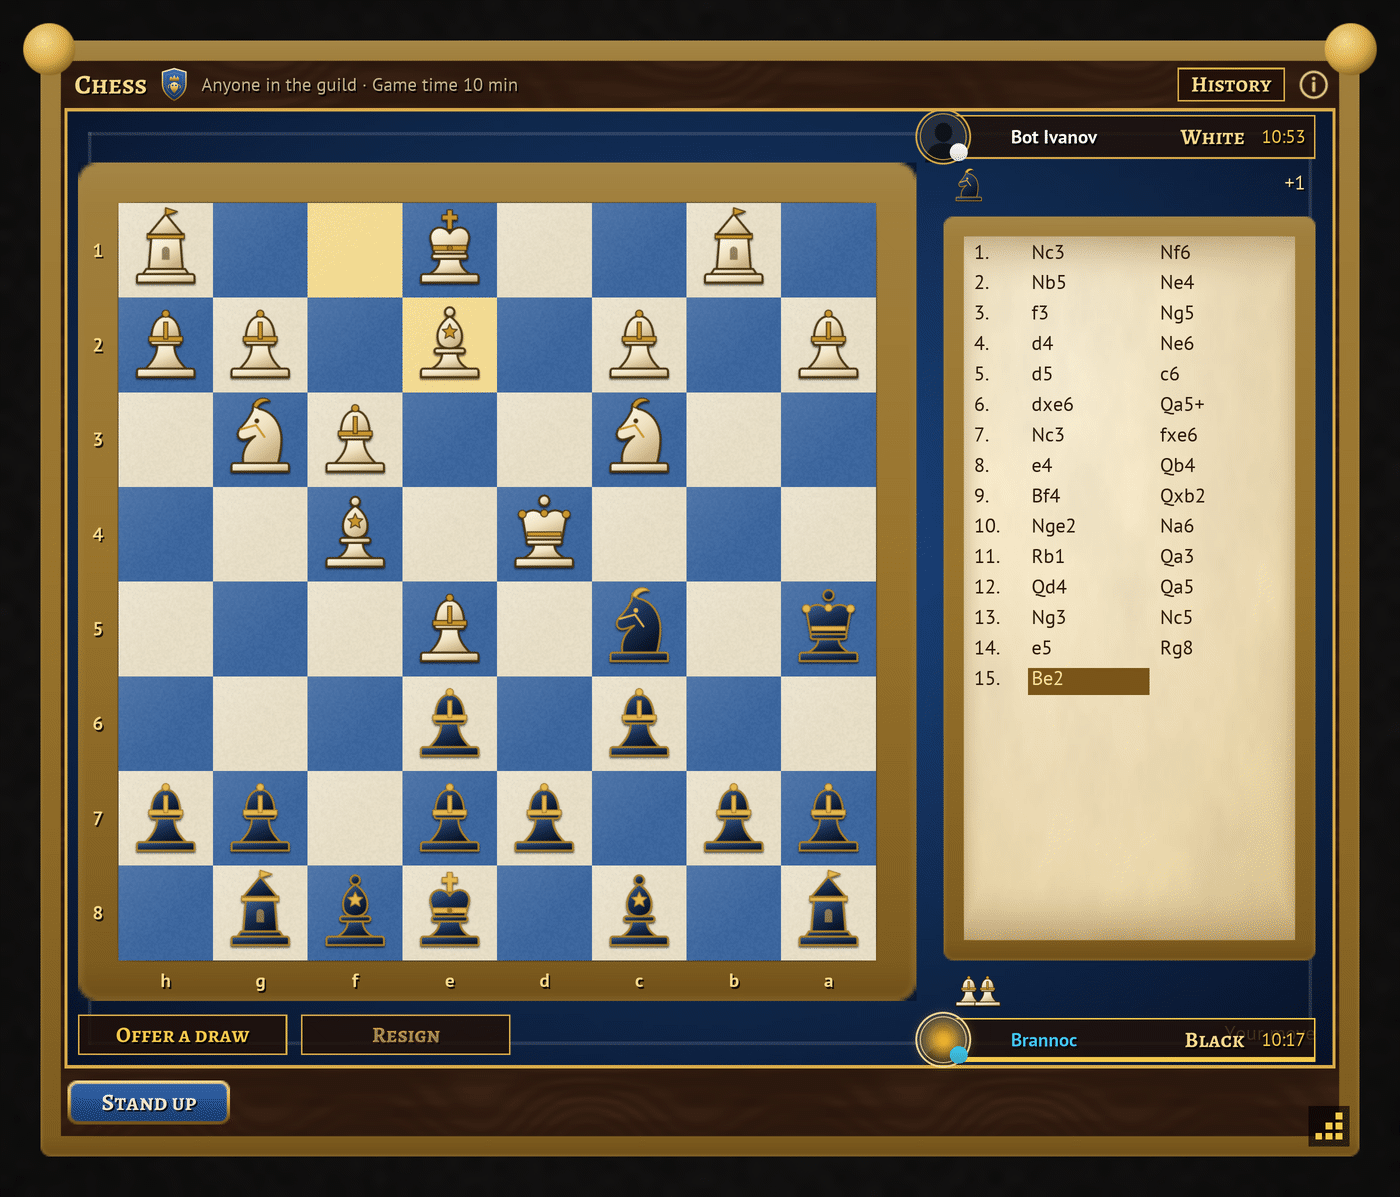 Chess Anyone in the guild · Game time 10 min History
Bot Ivanov White 10:53
+1
1. Nc3 Nf6
2. Nb5 Ne4
3. f3 Ng5
4. d4 Ne6
5. d5 c6
6. dxe6 Qa5+
7. Nc3 fxe6
8. e4 Qb4
9. Bf4 Qxb2
10. Nge2 Na6
11. Rb1 Qa3
12. Qd4 Qa5
13. Ng3 Nc5
14. e5 Rg8
15. Be2
1
2
3
4
5
6
7
8
h g f e d c b a
Offer a draw Resign
Your move
Brannoc Black 10:17
Stand up